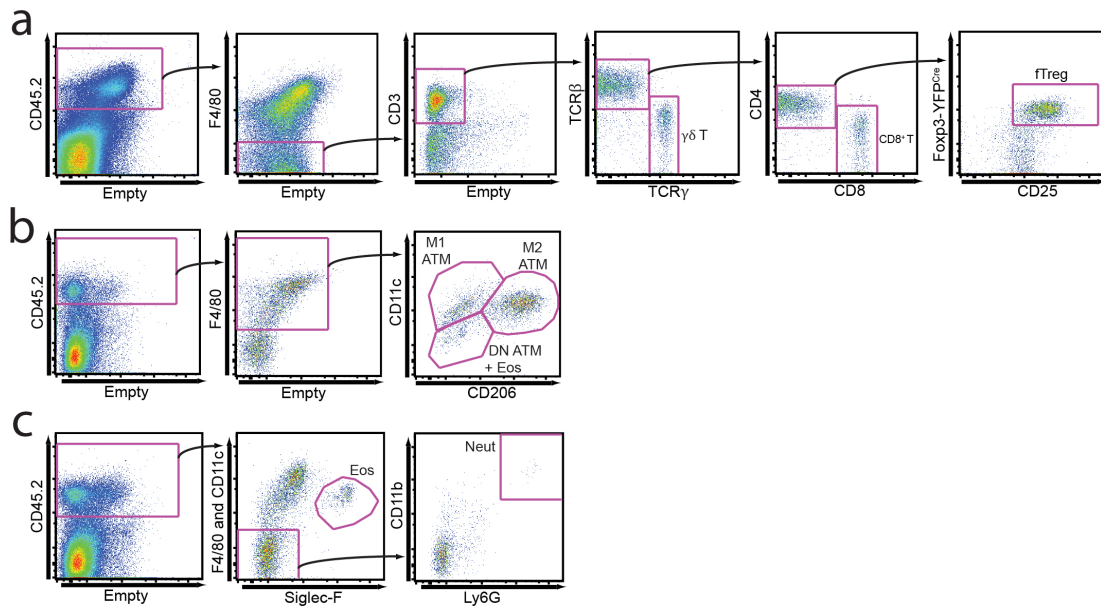 a
CD45.2
Empty
F4/80
Empty
CD3
Empty
TCRβ
γδ T
TCRγ
CD4
CD8⁺ T
CD8
Foxp3-YFPᶜʳᵉ
fTreg
CD25
b
CD45.2
Empty
F4/80
Empty
CD11c
M1
ATM
M2
ATM
DN ATM
+ Eos
CD206
c
CD45.2
Empty
F4/80 and CD11c
Eos
Siglec-F
CD11b
Neut
Ly6G